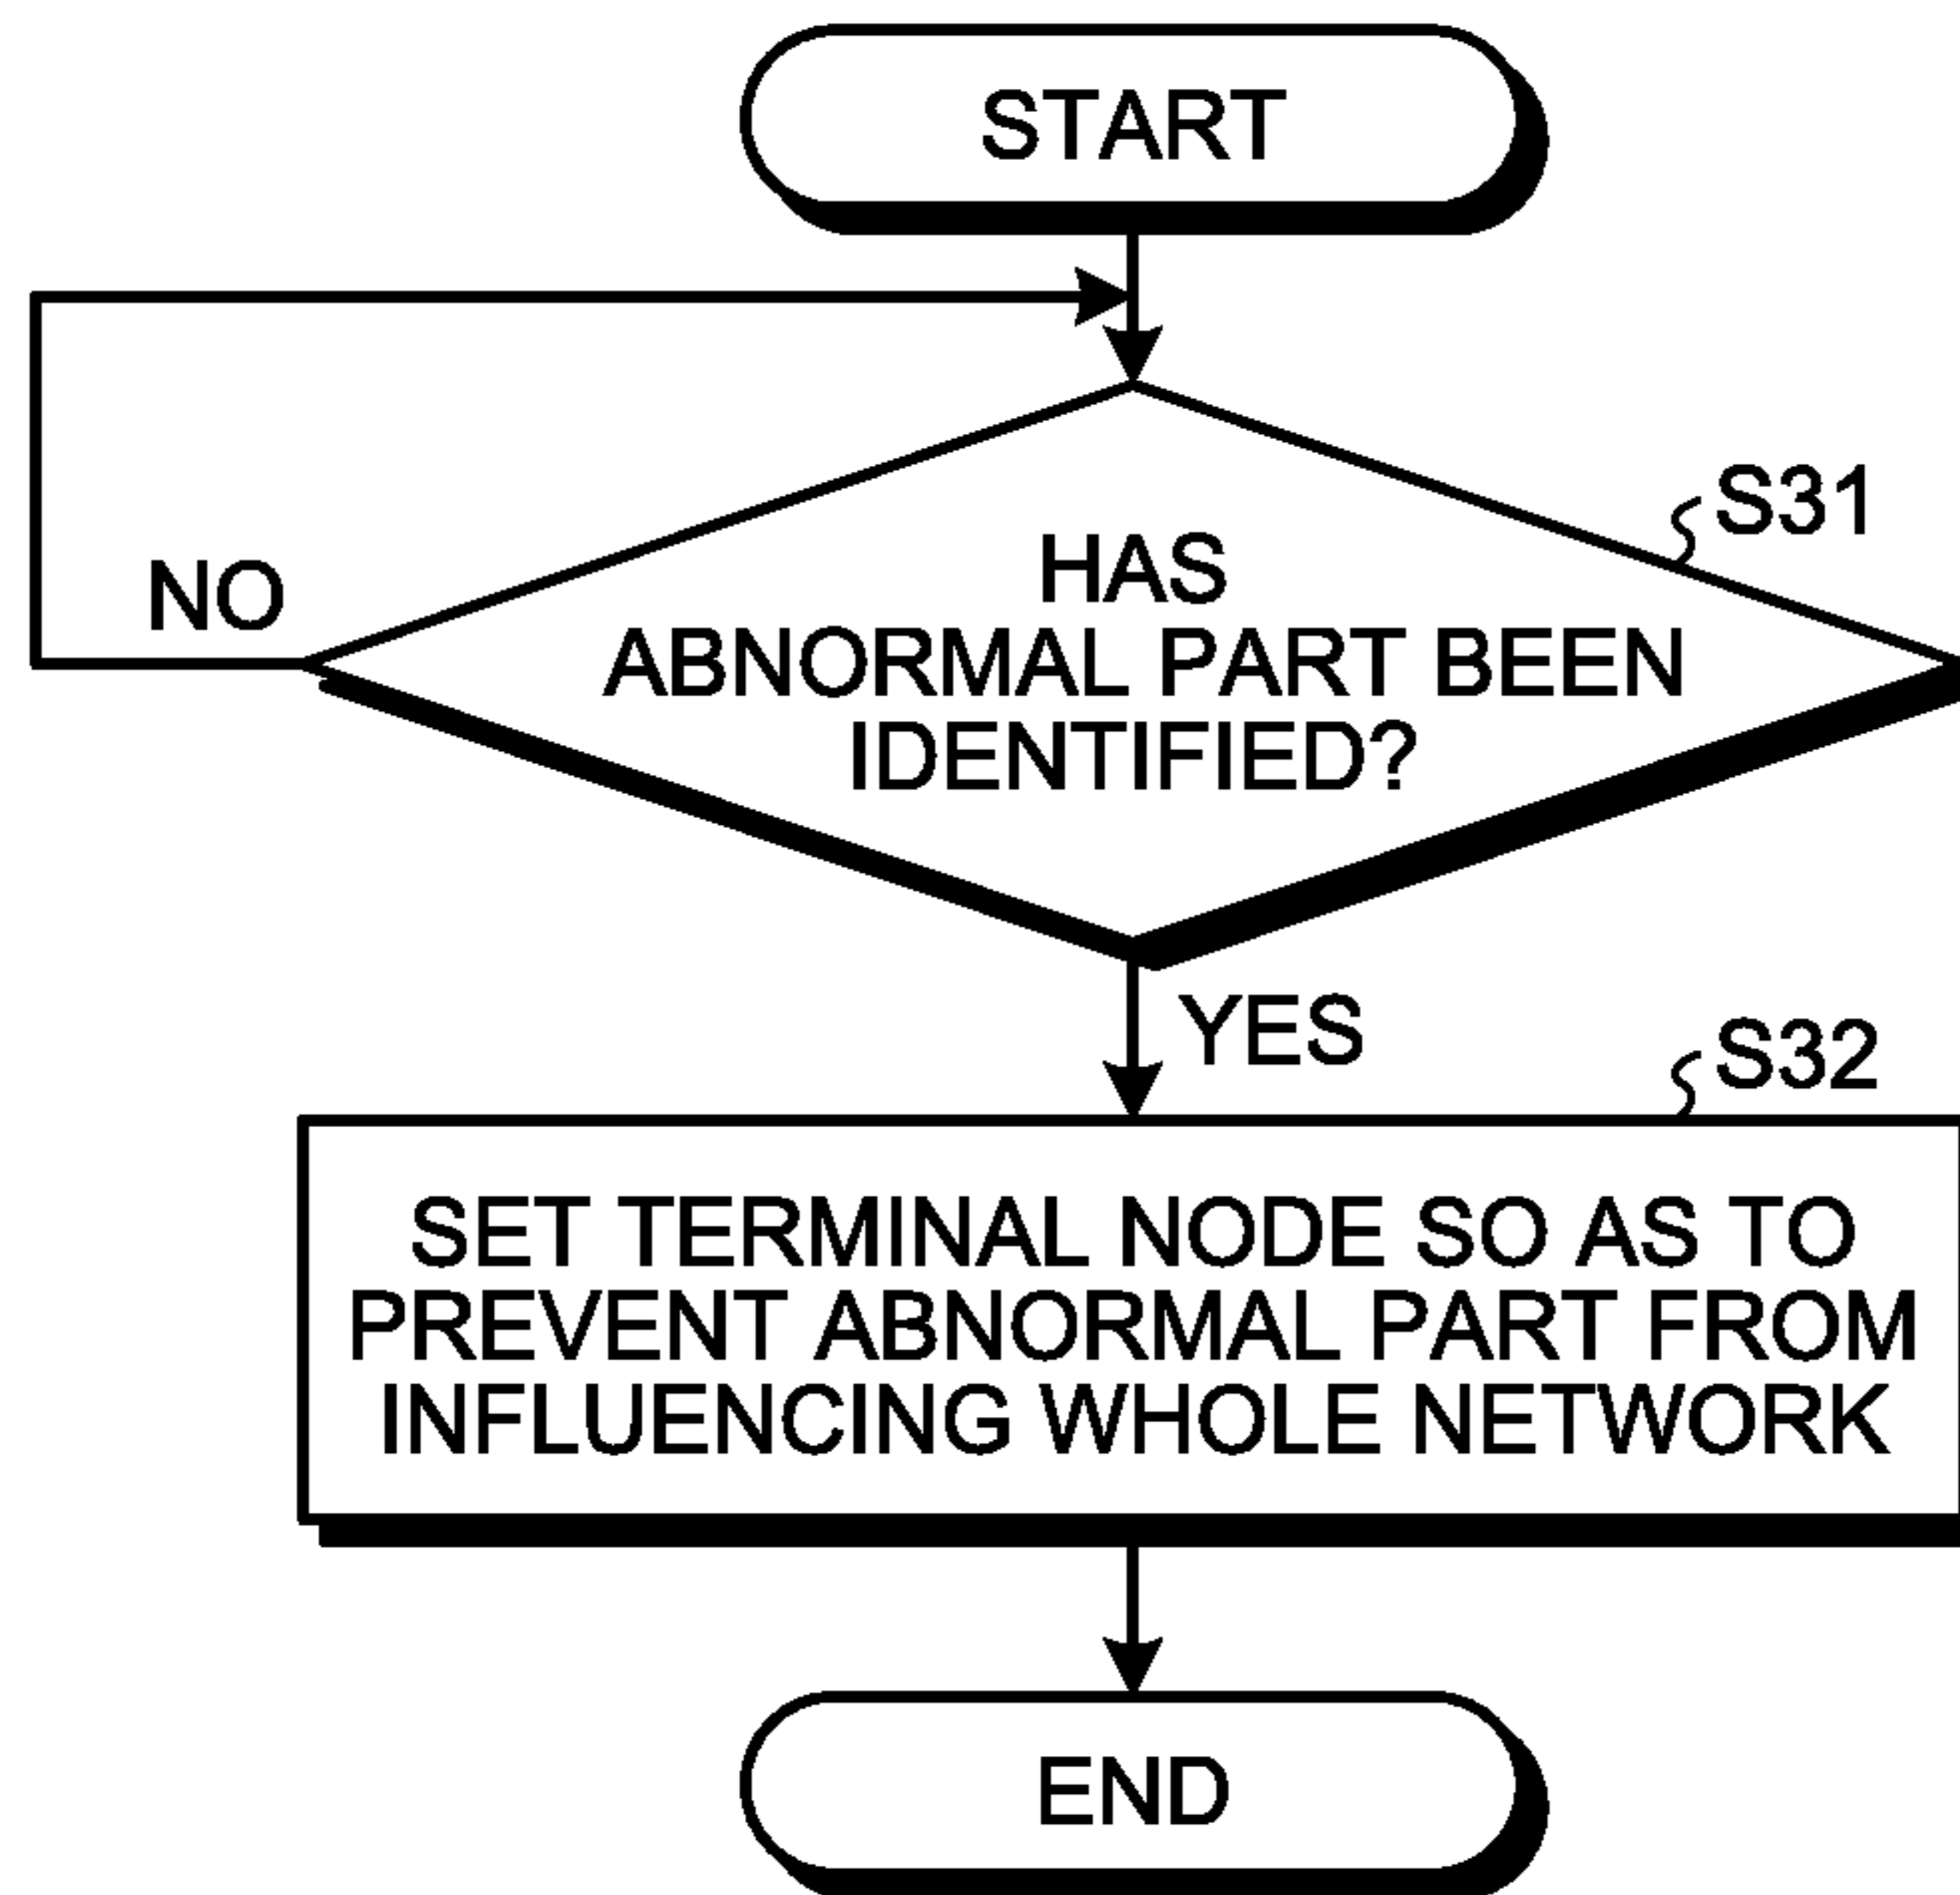 START
S31
HAS
ABNORMAL PART BEEN
IDENTIFIED?
NO
YES
S32
SET TERMINAL NODE SO AS TO
PREVENT ABNORMAL PART FROM
INFLUENCING WHOLE NETWORK
END